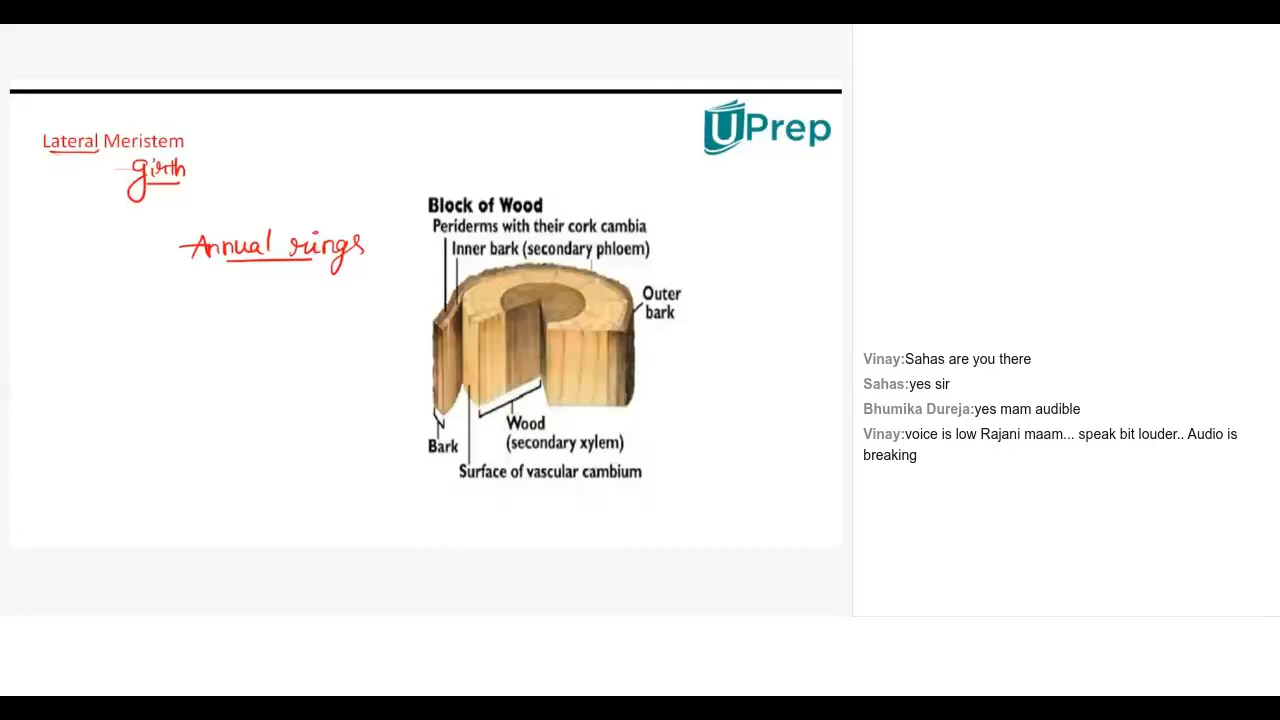 UPrep
Lateral Meristem
girth
Annual rings
Block of Wood
Periderms with their cork cambia
Inner bark (secondary phloem)
Outer
bark
Wood
(secondary xylem)
Bark
Surface of vascular cambium
Vinay:Sahas are you there
Sahas:yes sir
Bhumika Dureja:yes mam audible
Vinay:voice is low Rajani maam... speak bit louder.. Audio is
breaking